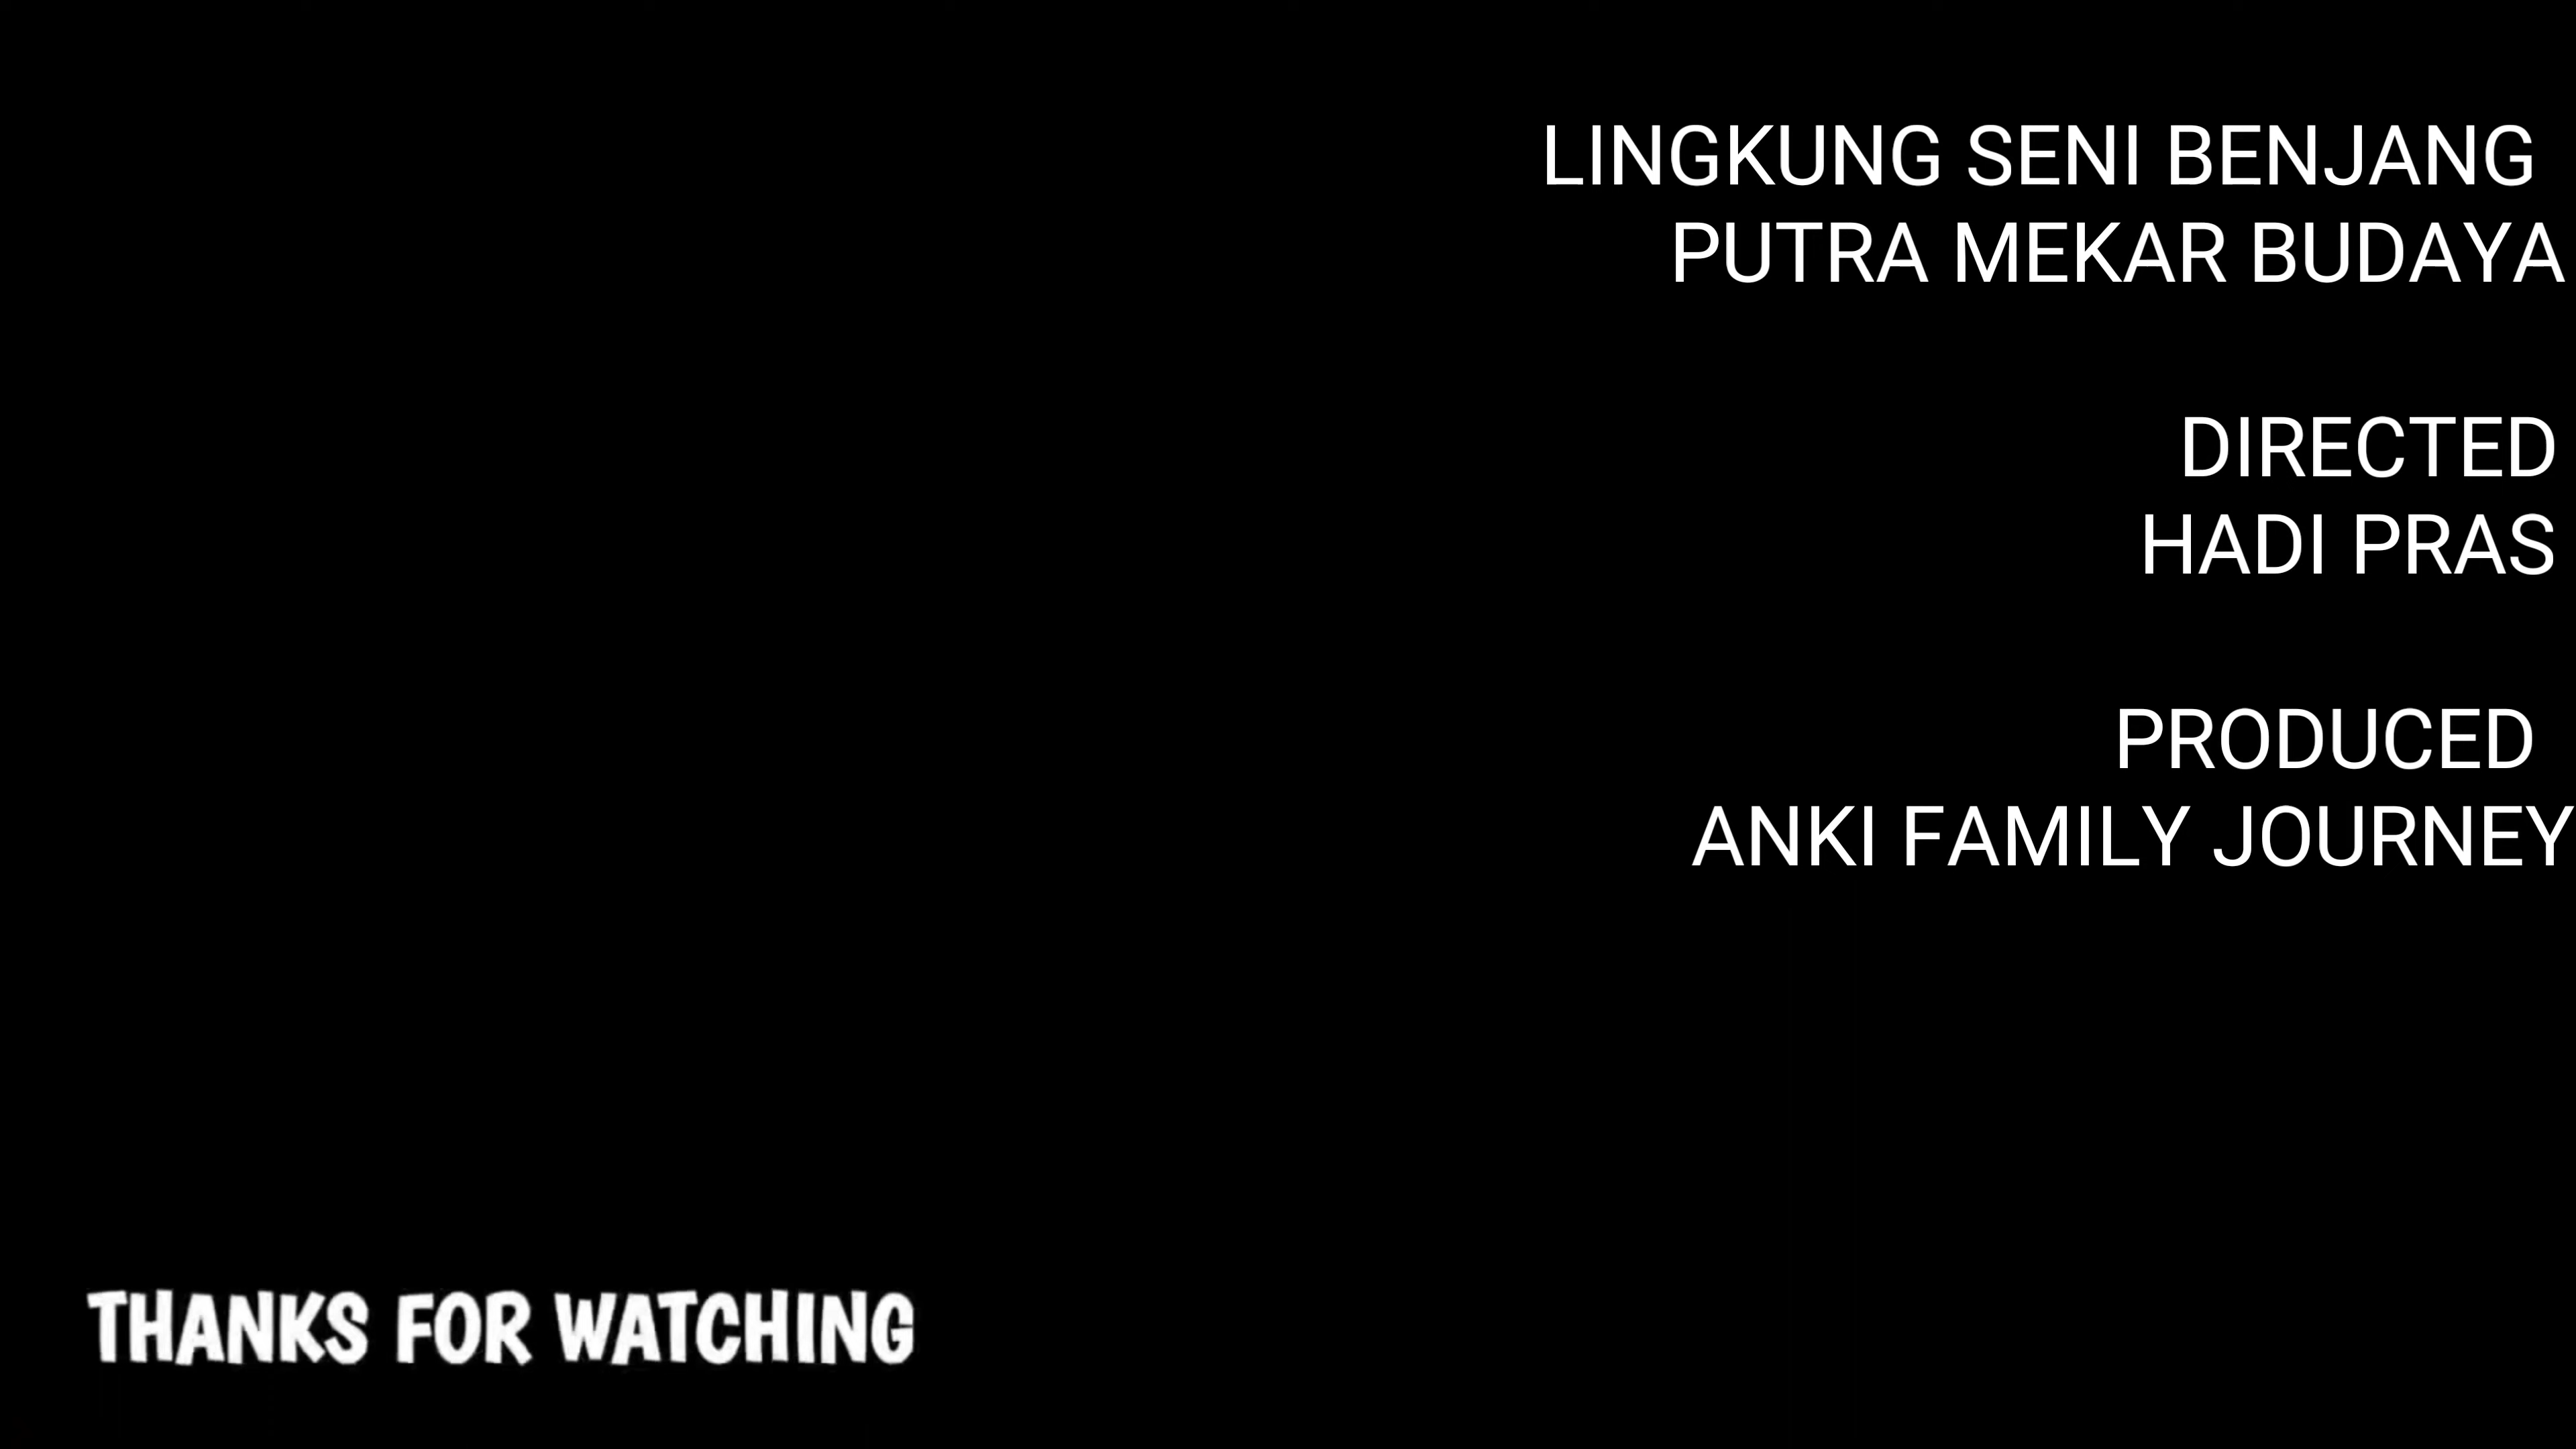 LINGKUNG SENI BENJANG
PUTRA MEKAR BUDAYA
DIRECTED
HADI PRAS
PRODUCED
ANKI FAMILY JOURNEY
THANKS FOR WATCHING